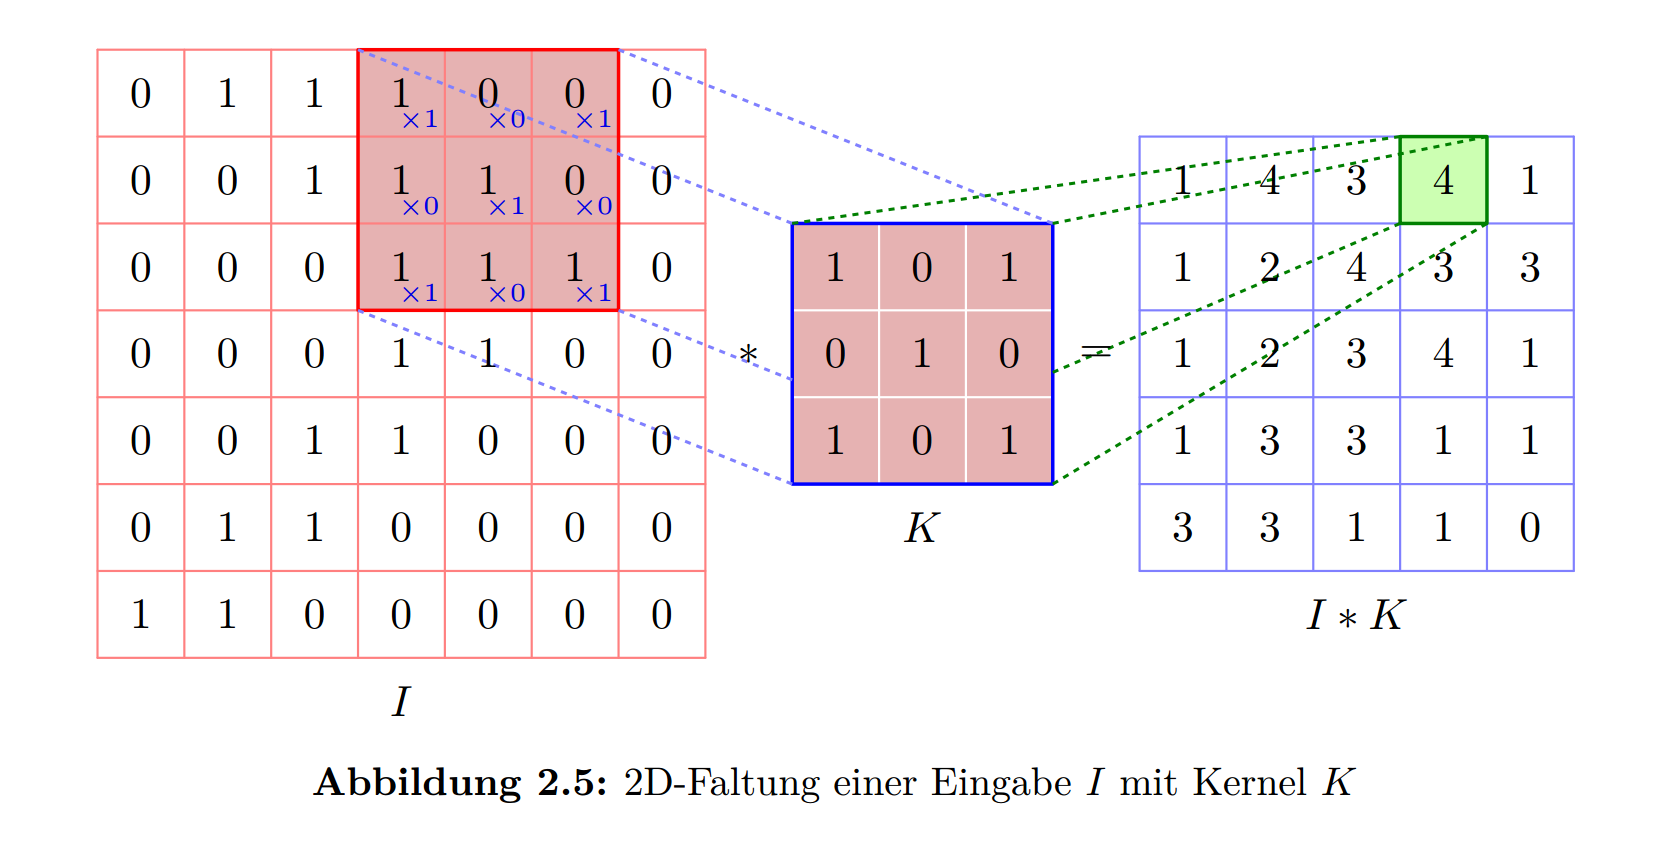 0 1 1 1×1 0×0 0×1 0
0 0 1 1×0 1×1 0×0 0
0 0 0 1×1 1×0 1×1 0
0 0 0 1 1 0 0
0 0 1 1 0 0 0
0 1 1 0 0 0 0
1 1 0 0 0 0 0
I
*
1 0 1
0 1 0
1 0 1
K
=
1 4 3 4 1
1 2 4 3 3
1 2 3 4 1
1 3 3 1 1
3 3 1 1 0
I * K
Abbildung 2.5: 2D-Faltung einer Eingabe I mit Kernel K